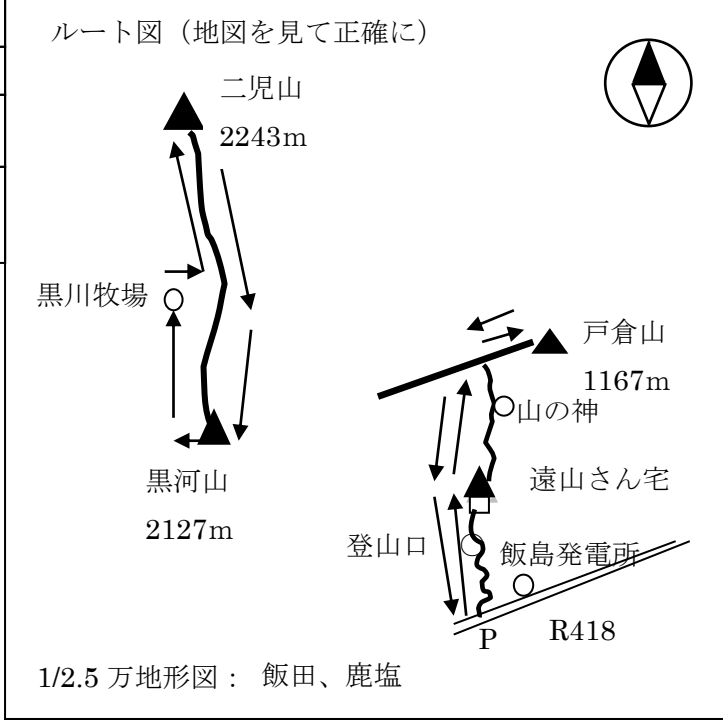 ルート図（地図を見て正確に）
二児山
2243m
黒川牧場
戸倉山
1167m
山の神
黒河山
2127m
遠山さん宅
登山口
飯島発電所
R418
P
1/2.5 万地形図： 飯田、鹿塩